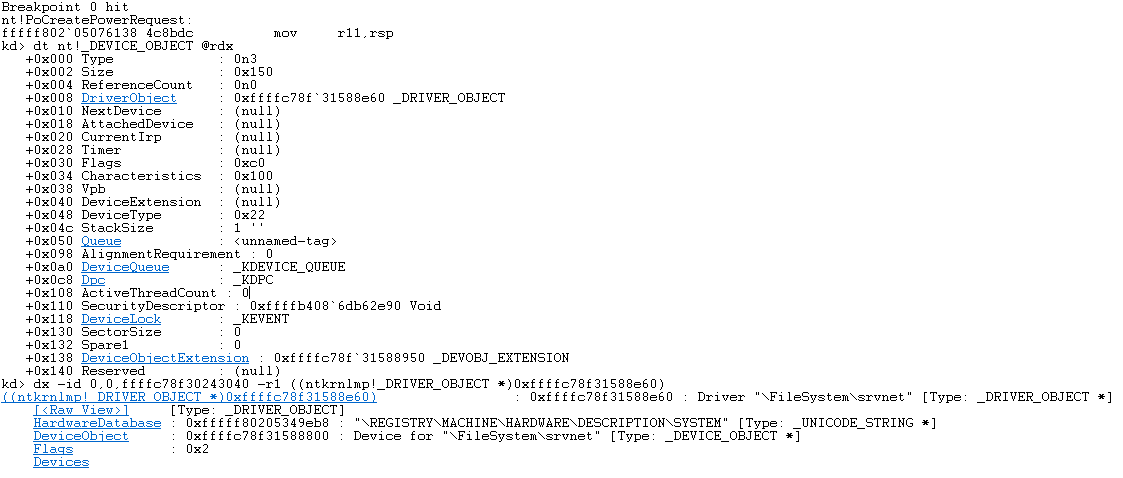 Breakpoint 0 hit
nt!PoCreatePowerRequest:
fffff802`05076138 4c8bdc          mov     r11,rsp
kd> dt nt!_DEVICE_OBJECT @rdx
   +0x000 Type             : 0n3
   +0x002 Size             : 0x150
   +0x004 ReferenceCount   : 0n0
   +0x008 DriverObject     : 0xffffc78f`31588e60 _DRIVER_OBJECT
   +0x010 NextDevice       : (null)
   +0x018 AttachedDevice   : (null)
   +0x020 CurrentIrp       : (null)
   +0x028 Timer            : (null)
   +0x030 Flags            : 0xc0
   +0x034 Characteristics  : 0x100
   +0x038 Vpb              : (null)
   +0x040 DeviceExtension  : (null)
   +0x048 DeviceType       : 0x22
   +0x04c StackSize        : 1 ''
   +0x050 Queue            : <unnamed-tag>
   +0x098 AlignmentRequirement : 0
   +0x0a0 DeviceQueue      : _KDEVICE_QUEUE
   +0x0c8 Dpc              : _KDPC
   +0x108 ActiveThreadCount : 0
   +0x110 SecurityDescriptor : 0xffffb408`6db62e90 Void
   +0x118 DeviceLock       : _KEVENT
   +0x130 SectorSize       : 0
   +0x132 Spare1           : 0
   +0x138 DeviceObjectExtension : 0xffffc78f`31588950 _DEVOBJ_EXTENSION
   +0x140 Reserved         : (null)
kd> dx -id 0,0,ffffc78f30243040 -r1 ((ntkrnlmp!_DRIVER_OBJECT *)0xffffc78f31588e60)
((ntkrnlmp!_DRIVER_OBJECT *)0xffffc78f31588e60)                 : 0xffffc78f31588e60 : Driver "\FileSystem\srvnet" [Type: _DRIVER_OBJECT *]
    [<Raw View>]     [Type: _DRIVER_OBJECT]
    HardwareDatabase : 0xfffff80205349eb8 : "\REGISTRY\MACHINE\HARDWARE\DESCRIPTION\SYSTEM" [Type: _UNICODE_STRING *]
    DeviceObject     : 0xffffc78f31588800 : Device for "\FileSystem\srvnet" [Type: _DEVICE_OBJECT *]
    Flags            : 0x2
    Devices